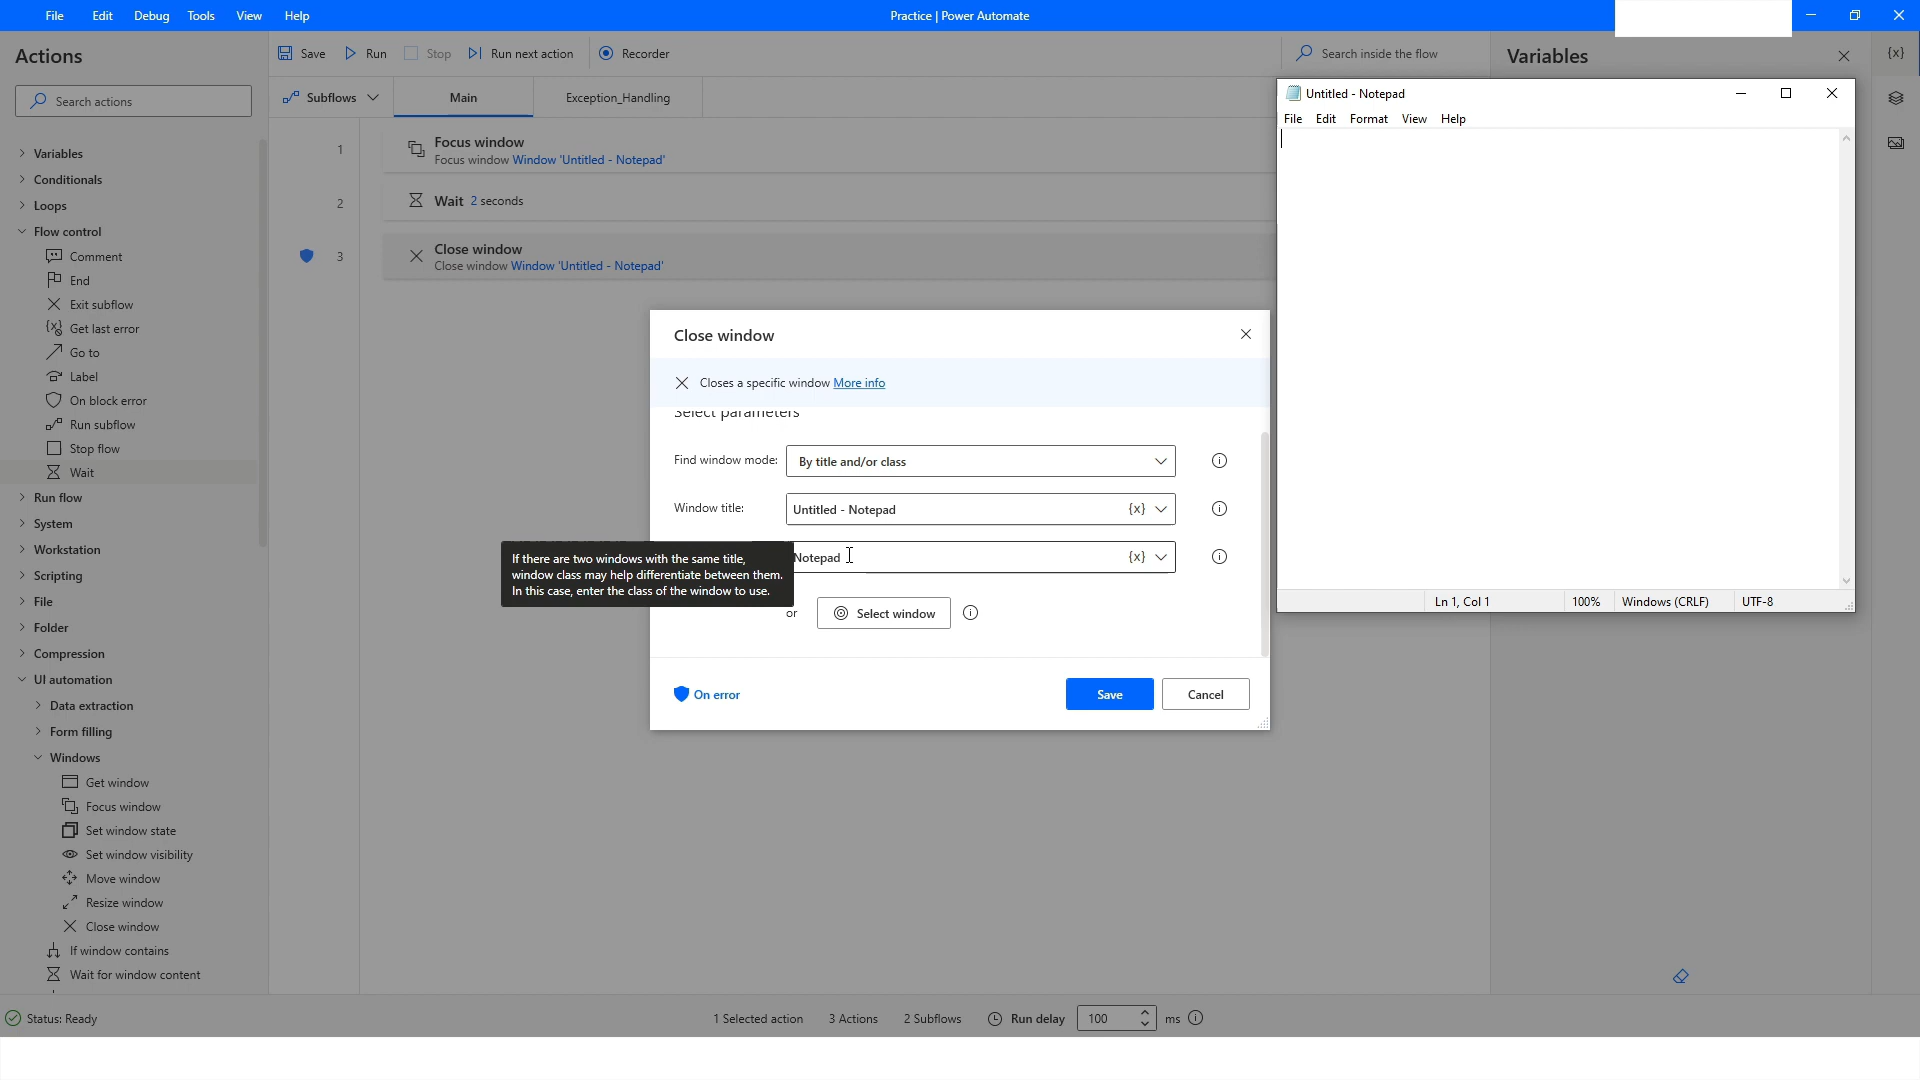 File Edit Debug Tools View Help
Practice | Power Automate
Actions
Save Run Stop Run next action Recorder
Search inside the flow
Variables
{x}
Search actions
Subflows Main Exception_Handling
Variables
Conditionals
Loops
Flow control
Comment
End
Exit subflow
Get last error
Go to
Label
On block error
Run subflow
Stop flow
Wait
Run flow
System
Workstation
Scripting
File
Folder
Compression
UI automation
Data extraction
Form filling
Windows
Get window
Focus window
Set window state
Set window visibility
Move window
Resize window
Close window
If window contains
Wait for window content
1
Focus window
Focus window Window 'Untitled - Notepad'
2
Wait 2 seconds
3
Close window
Close window Window 'Untitled - Notepad'
Close window
Closes a specific window More info
Select parameters
Find window mode: By title and/or class
Window title: Untitled - Notepad {x}
Notepad {x}
If there are two windows with the same title,
window class may help differentiate between them.
In this case, enter the class of the window to use.
or Select window
On error
Save Cancel
Untitled - Notepad
File Edit Format View Help
Ln 1, Col 1 100% Windows (CRLF) UTF-8
Status: Ready
1 Selected action 3 Actions 2 Subflows Run delay 100 ms